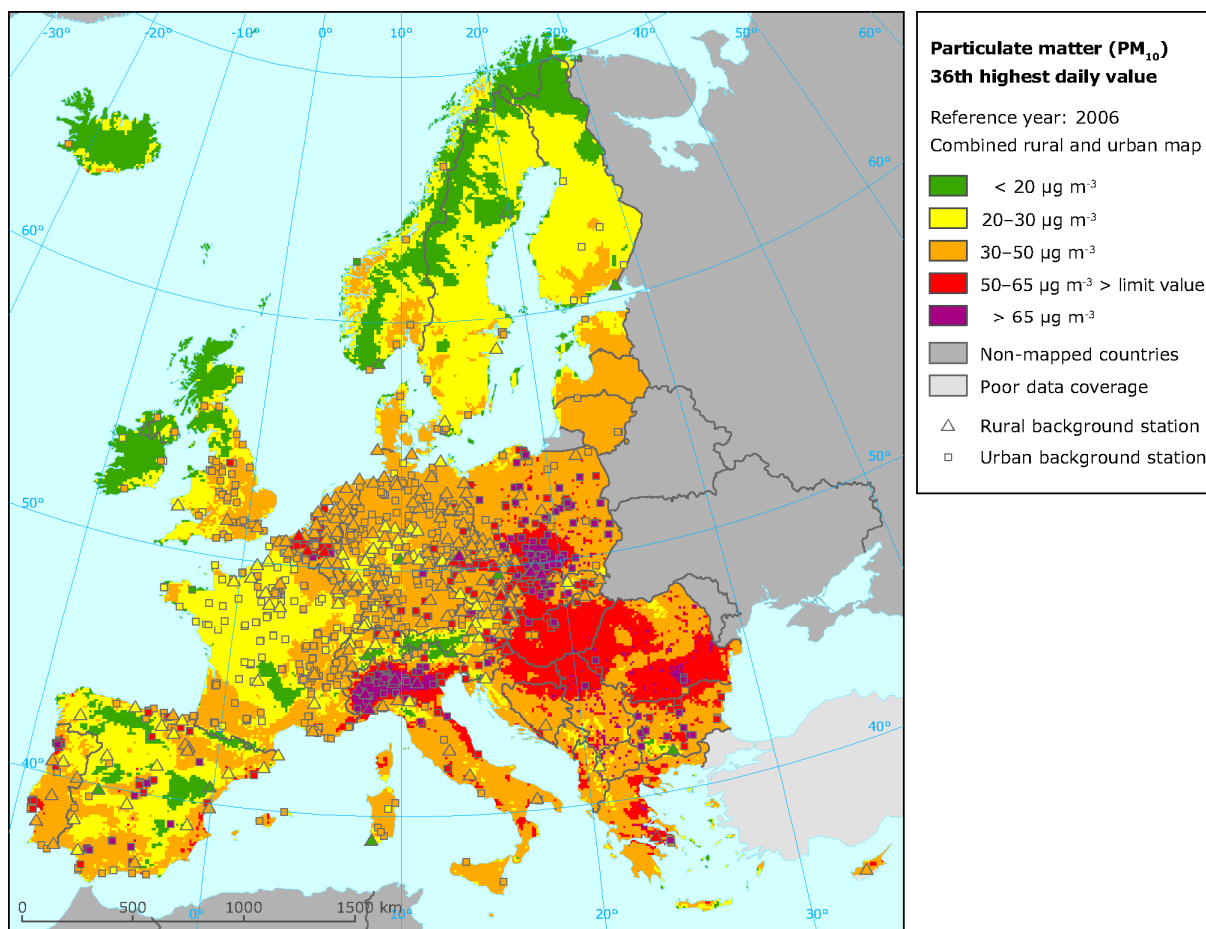 -30°
-20°
-10°
0°
10°
20°
30°
40°
50°
60°
60°
60°
50°
50°
40°
40°
0
500
1000
1500 km
0°
10°
20°
30°
Particulate matter (PM₁₀)
36th highest daily value
Reference year: 2006
Combined rural and urban map
< 20 µg m⁻³
20–30 µg m⁻³
30–50 µg m⁻³
50–65 µg m⁻³ > limit value
> 65 µg m⁻³
Non-mapped countries
Poor data coverage
Rural background station
Urban background station